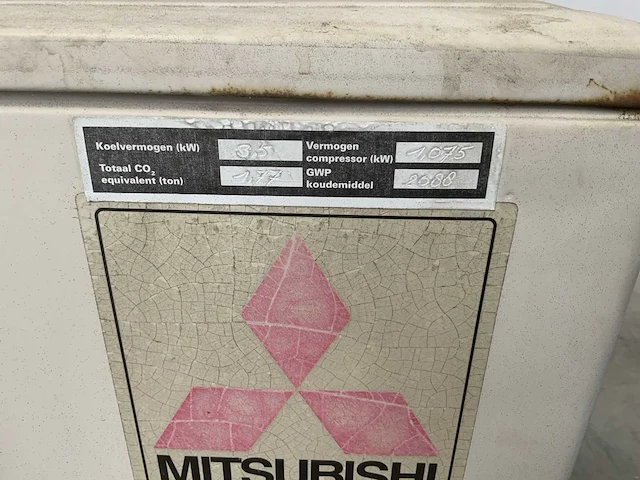 Koelvermogen (kW) 3,5 Vermogen compressor (kW) 1,075
Totaal CO₂ equivalent (ton) 1,77 GWP koudemiddel 2088
MITSUBISHI